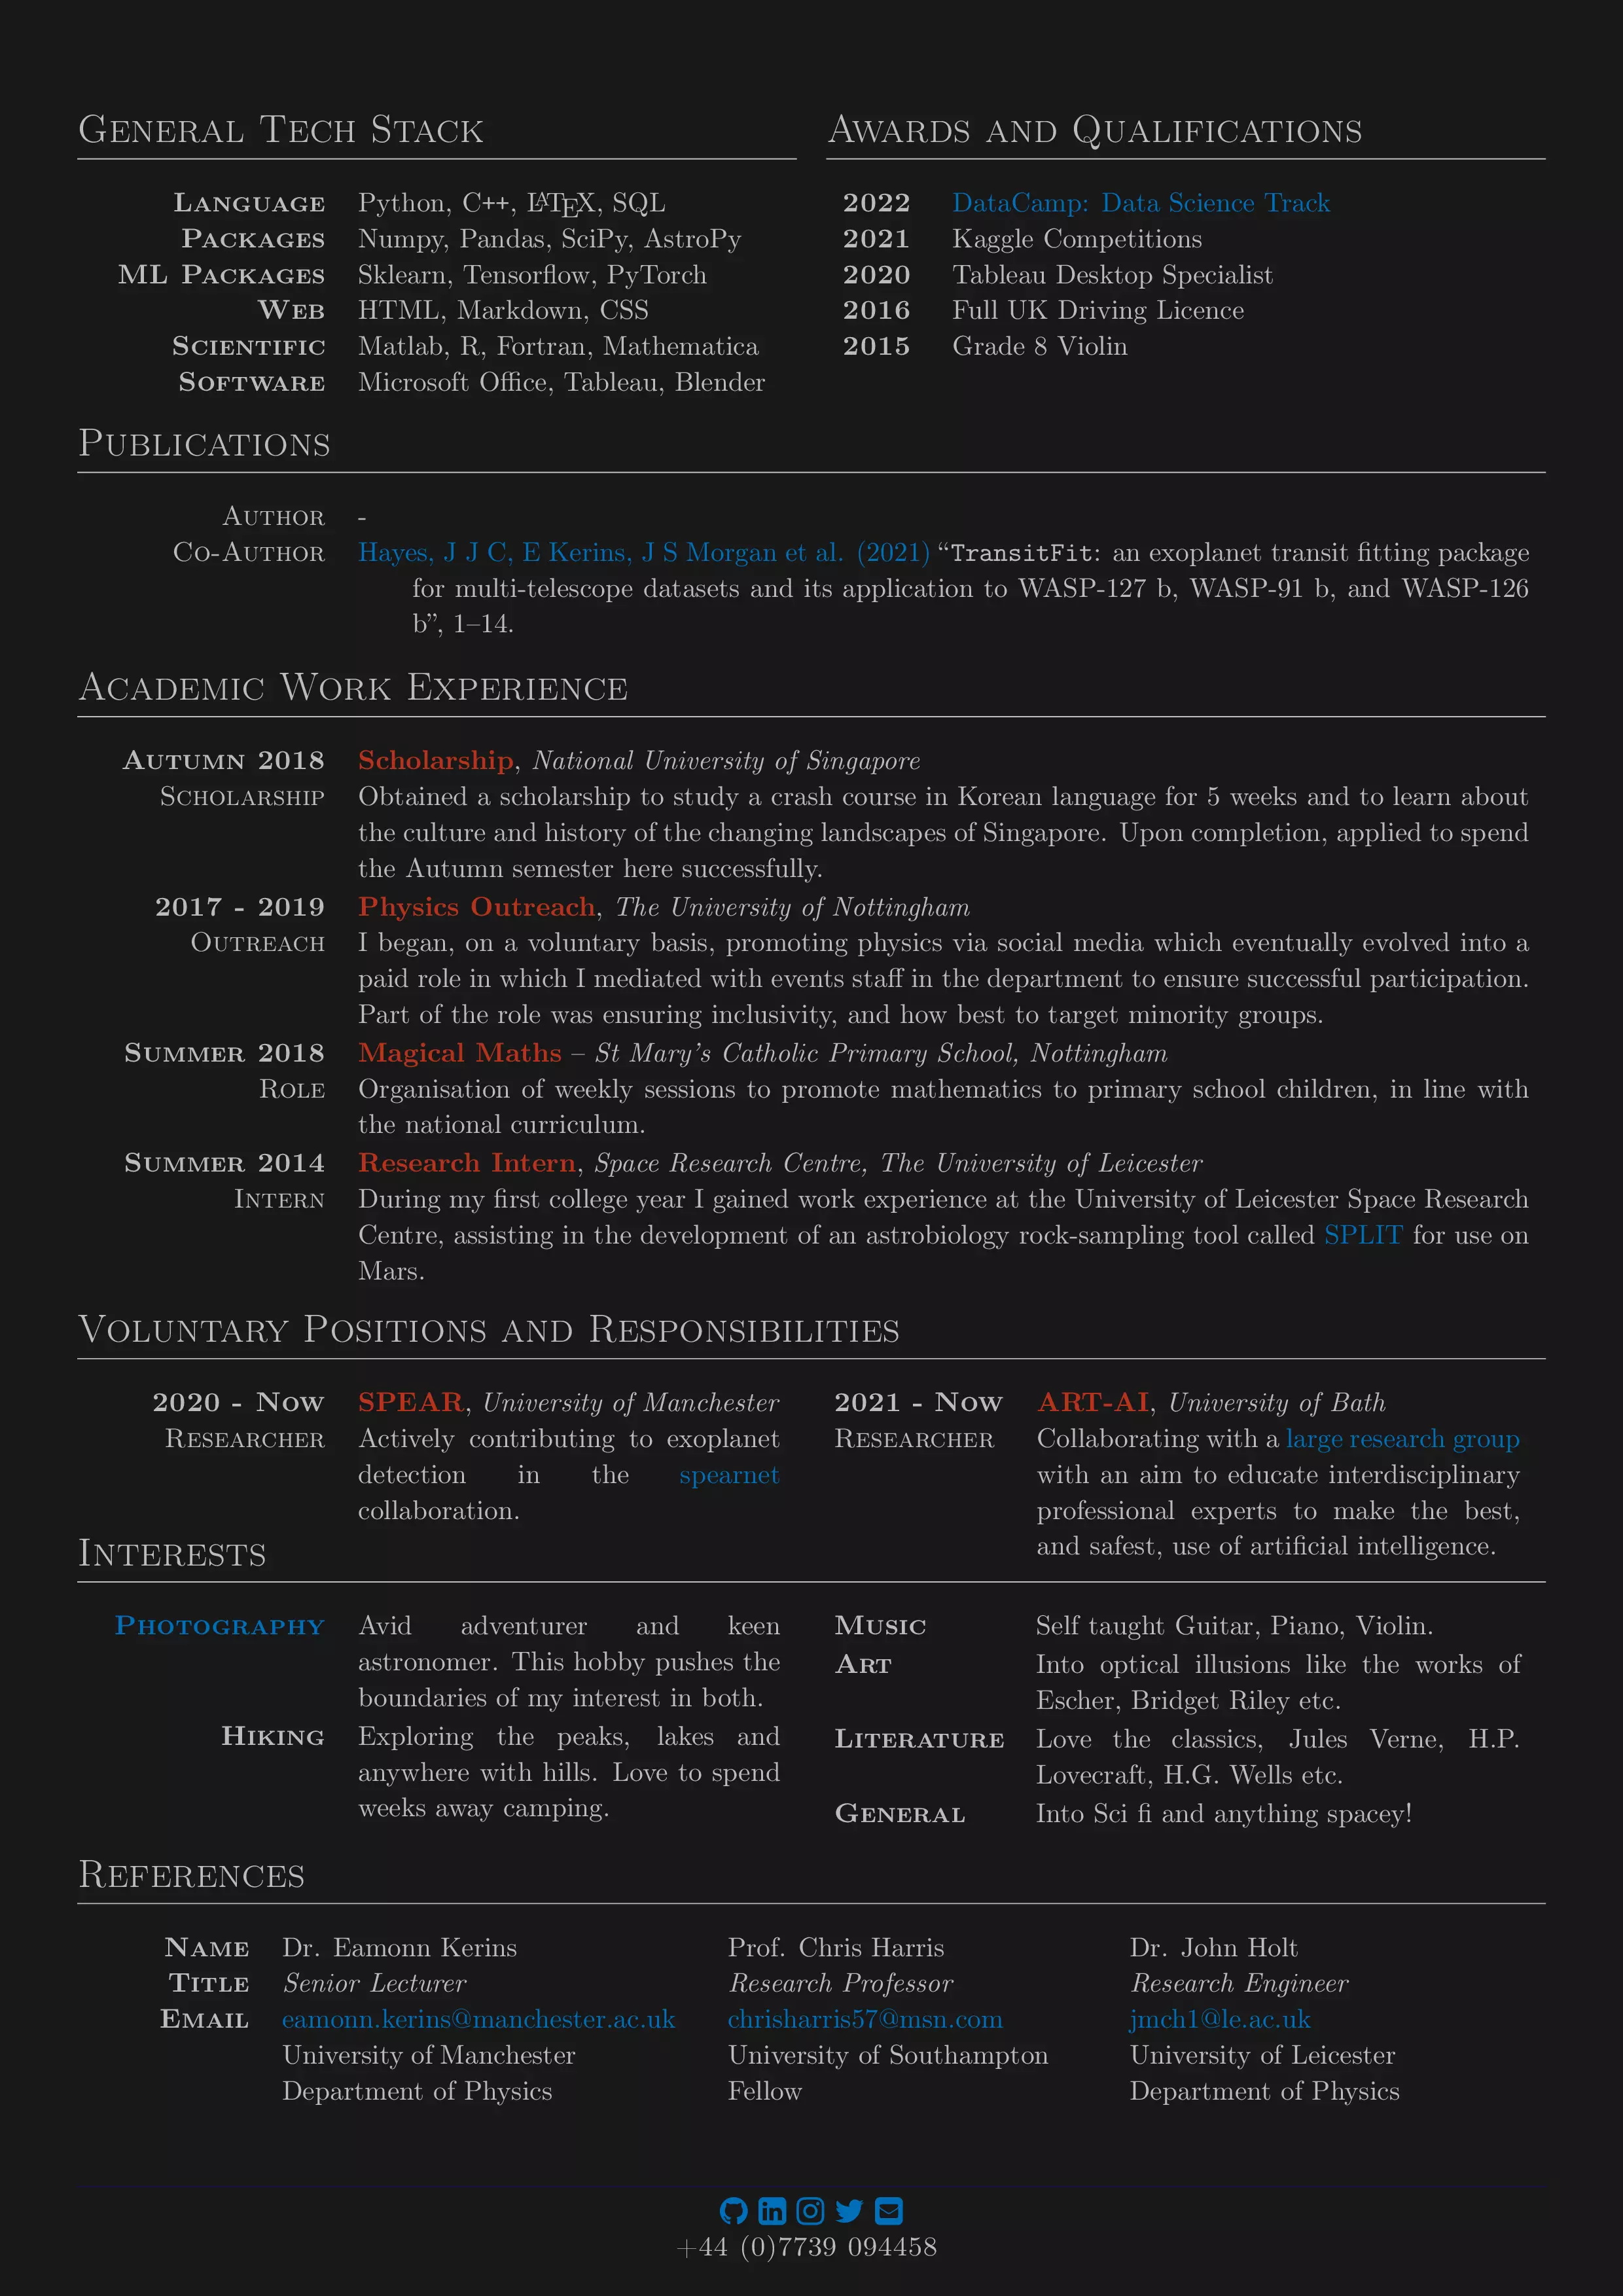 General Tech Stack
Language Python, C++, LATEX, SQL
Packages Numpy, Pandas, SciPy, AstroPy
ML Packages Sklearn, Tensorflow, PyTorch
Web HTML, Markdown, CSS
Scientific Matlab, R, Fortran, Mathematica
Software Microsoft Office, Tableau, Blender
Awards and Qualifications
2022 DataCamp: Data Science Track
2021 Kaggle Competitions
2020 Tableau Desktop Specialist
2016 Full UK Driving Licence
2015 Grade 8 Violin
Publications
Author -
Co-Author Hayes, J J C, E Kerins, J S Morgan et al. (2021) “TransitFit: an exoplanet transit fitting package
for multi-telescope datasets and its application to WASP-127 b, WASP-91 b, and WASP-126
b”, 1–14.
Academic Work Experience
Autumn 2018 Scholarship, National University of Singapore
Scholarship Obtained a scholarship to study a crash course in Korean language for 5 weeks and to learn about
the culture and history of the changing landscapes of Singapore. Upon completion, applied to spend
the Autumn semester here successfully.
2017 - 2019 Physics Outreach, The University of Nottingham
Outreach I began, on a voluntary basis, promoting physics via social media which eventually evolved into a
paid role in which I mediated with events staff in the department to ensure successful participation.
Part of the role was ensuring inclusivity, and how best to target minority groups.
Summer 2018 Magical Maths – St Mary's Catholic Primary School, Nottingham
Role Organisation of weekly sessions to promote mathematics to primary school children, in line with
the national curriculum.
Summer 2014 Research Intern, Space Research Centre, The University of Leicester
Intern During my first college year I gained work experience at the University of Leicester Space Research
Centre, assisting in the development of an astrobiology rock-sampling tool called SPLIT for use on
Mars.
Voluntary Positions and Responsibilities
2020 - Now SPEAR, University of Manchester
Researcher Actively contributing to exoplanet
detection in the spearnet
collaboration.
2021 - Now ART-AI, University of Bath
Researcher Collaborating with a large research group
with an aim to educate interdisciplinary
professional experts to make the best,
and safest, use of artificial intelligence.
Interests
Photography Avid adventurer and keen
astronomer. This hobby pushes the
boundaries of my interest in both.
Hiking Exploring the peaks, lakes and
anywhere with hills. Love to spend
weeks away camping.
Music Self taught Guitar, Piano, Violin.
Art Into optical illusions like the works of
Escher, Bridget Riley etc.
Literature Love the classics, Jules Verne, H.P.
Lovecraft, H.G. Wells etc.
General Into Sci fi and anything spacey!
References
Name Dr. Eamonn Kerins Prof. Chris Harris Dr. John Holt
Title Senior Lecturer Research Professor Research Engineer
Email eamonn.kerins@manchester.ac.uk chrisharris57@msn.com jmch1@le.ac.uk
University of Manchester University of Southampton University of Leicester
Department of Physics Fellow Department of Physics
+44 (0)7739 094458